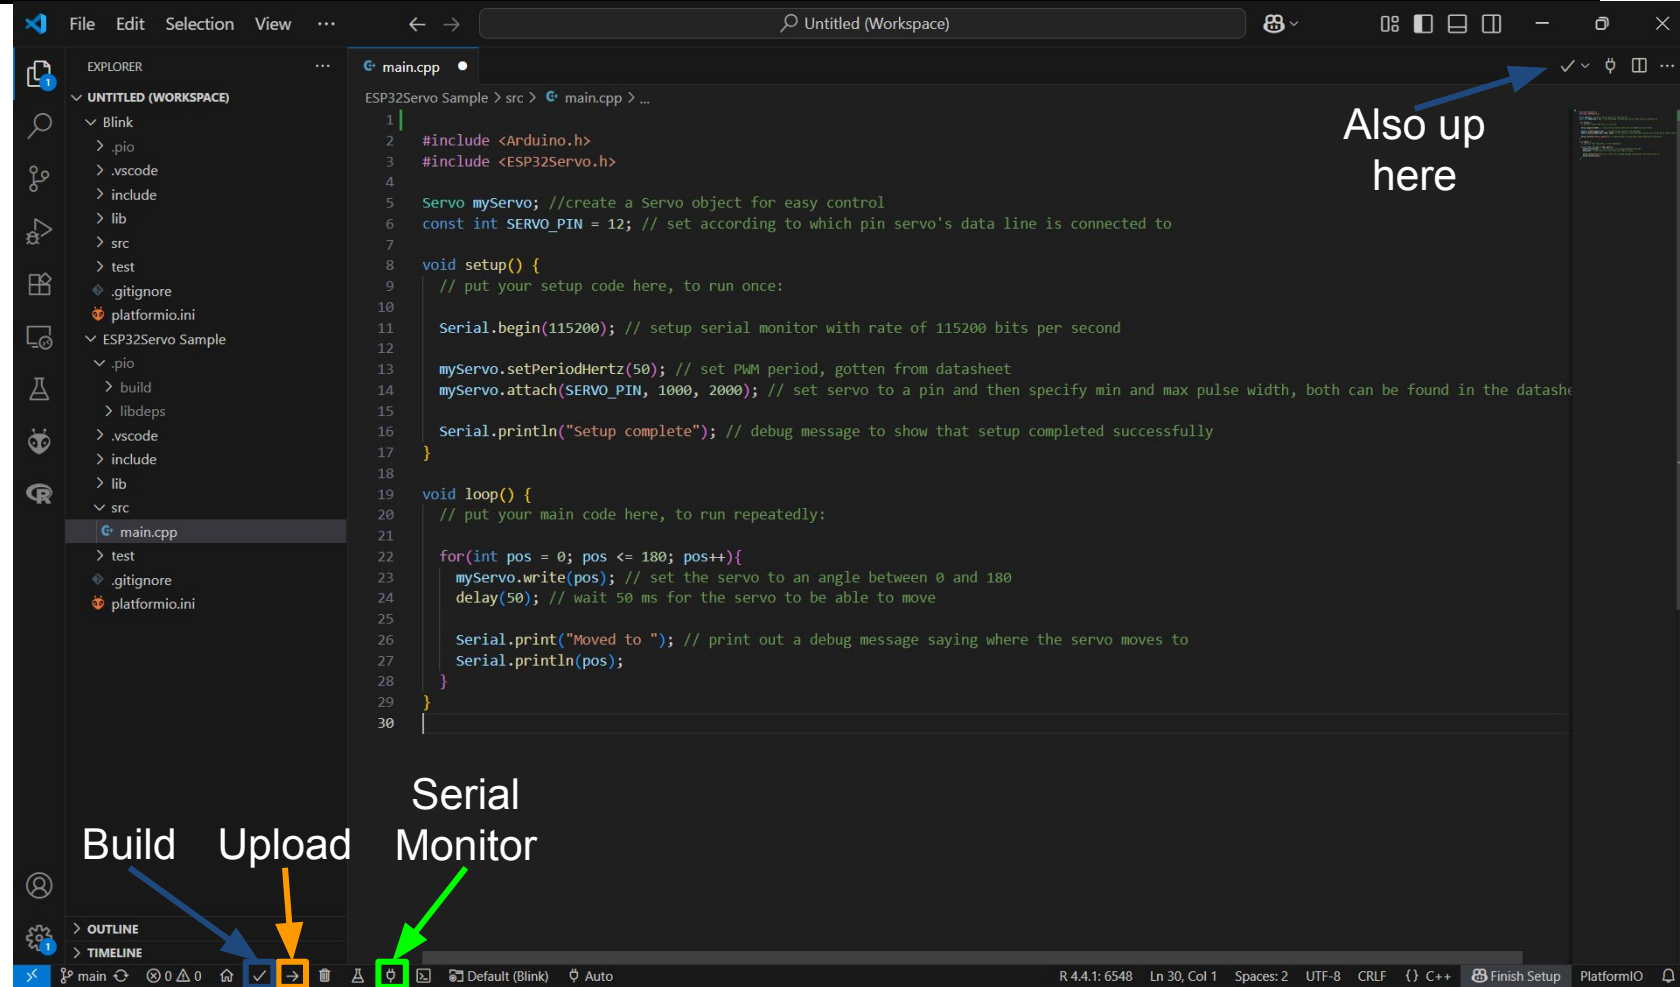 File Edit Selection View ···
Untitled (Workspace)
EXPLORER ···
main.cpp
UNTITLED (WORKSPACE)
ESP32Servo Sample > src > main.cpp > ...
Also up
here
Blink
.pio
.vscode
include
lib
src
test
.gitignore
platformio.ini
ESP32Servo Sample
.pio
build
libdeps
.vscode
include
lib
src
main.cpp
test
.gitignore
platformio.ini
1
2 #include <Arduino.h>
3 #include <ESP32Servo.h>
4
5 Servo myServo; //create a Servo object for easy control
6 const int SERVO_PIN = 12; // set according to which pin servo's data line is connected to
7
8 void setup() {
9 // put your setup code here, to run once:
10
11 Serial.begin(115200); // setup serial monitor with rate of 115200 bits per second
12
13 myServo.setPeriodHertz(50); // set PWM period, gotten from datasheet
14 myServo.attach(SERVO_PIN, 1000, 2000); // set servo to a pin and then specify min and max pulse width, both can be found in the datashe
15
16 Serial.println("Setup complete"); // debug message to show that setup completed successfully
17 }
18
19 void loop() {
20 // put your main code here, to run repeatedly:
21
22 for(int pos = 0; pos <= 180; pos++){
23 myServo.write(pos); // set the servo to an angle between 0 and 180
24 delay(50); // wait 50 ms for the servo to be able to move
25
26 Serial.print("Moved to "); // print out a debug message saying where the servo moves to
27 Serial.println(pos);
28 }
29 }
30
Build
Upload
Serial
Monitor
OUTLINE
TIMELINE
1
1
main 0 0 Default (Blink) Auto R 4.4.1: 6548 Ln 30, Col 1 Spaces: 2 UTF-8 CRLF {} C++ Finish Setup PlatformIO